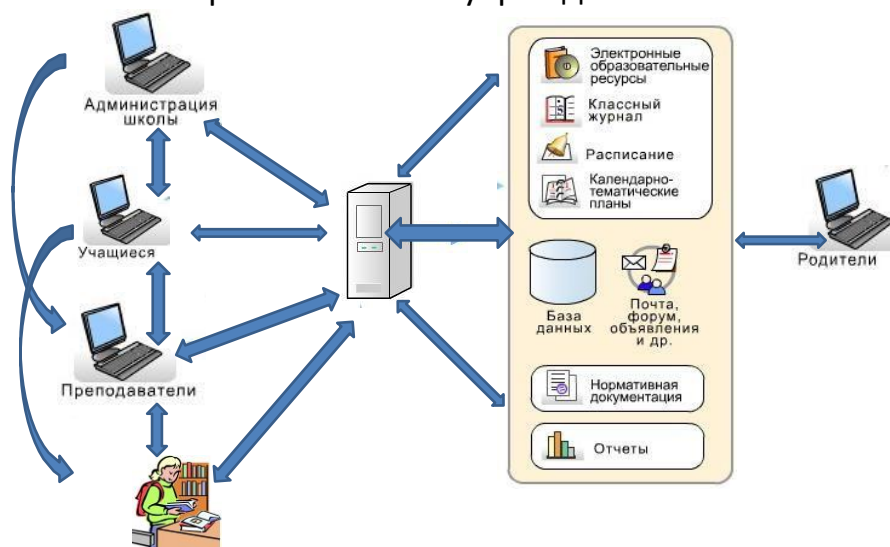 Администрация
школы
Учащиеся
Преподаватели
Электронные
образовательные
ресурсы
Классный
журнал
Расписание
Календарно-
тематические
планы
База
данных
Почта,
форум,
объявления
и др.
Нормативная
документация
Отчеты
Родители